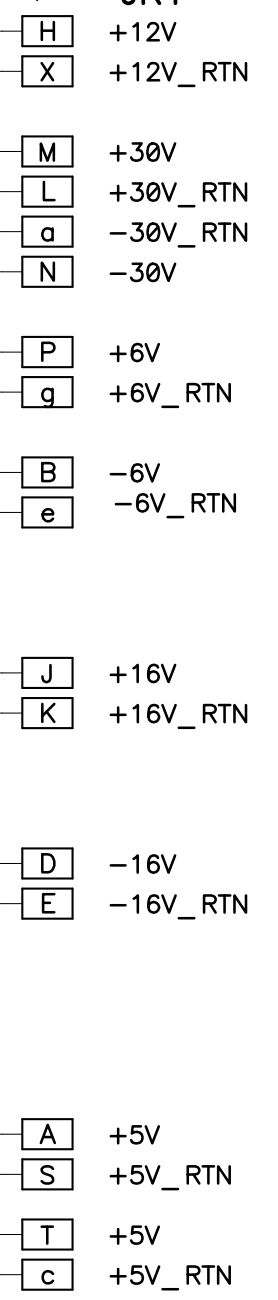 H +12V
X +12V_RTN
M +30V
L +30V_RTN
a -30V_RTN
N -30V
P +6V
g +6V_RTN
B -6V
e -6V_RTN
J +16V
K +16V_RTN
D -16V
E -16V_RTN
A +5V
S +5V_RTN
T +5V
c +5V_RTN